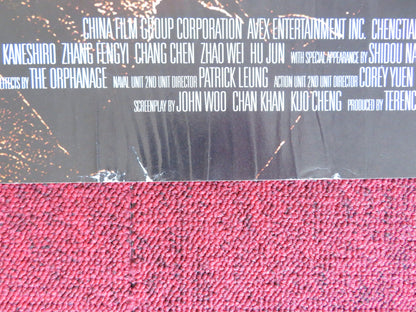 CHINA FILM GROUP CORPORATION AVEX ENTERTAINMENT INC. CHENGTIA
KANESHIRO ZHANG FENGYI CHANG CHEN ZHAO WEI HU JUN WITH SPECIAL APPEARANCE BY SHIDOU NA
EFFECTS BY THE ORPHANAGE NAVAL UNIT 2ND UNIT DIRECTOR PATRICK LEUNG ACTION UNIT 2ND UNIT DIRECTOR COREY YUEN
SCREENPLAY BY JOHN WOO CHAN KHAN KUO CHENG PRODUCED BY TERENC